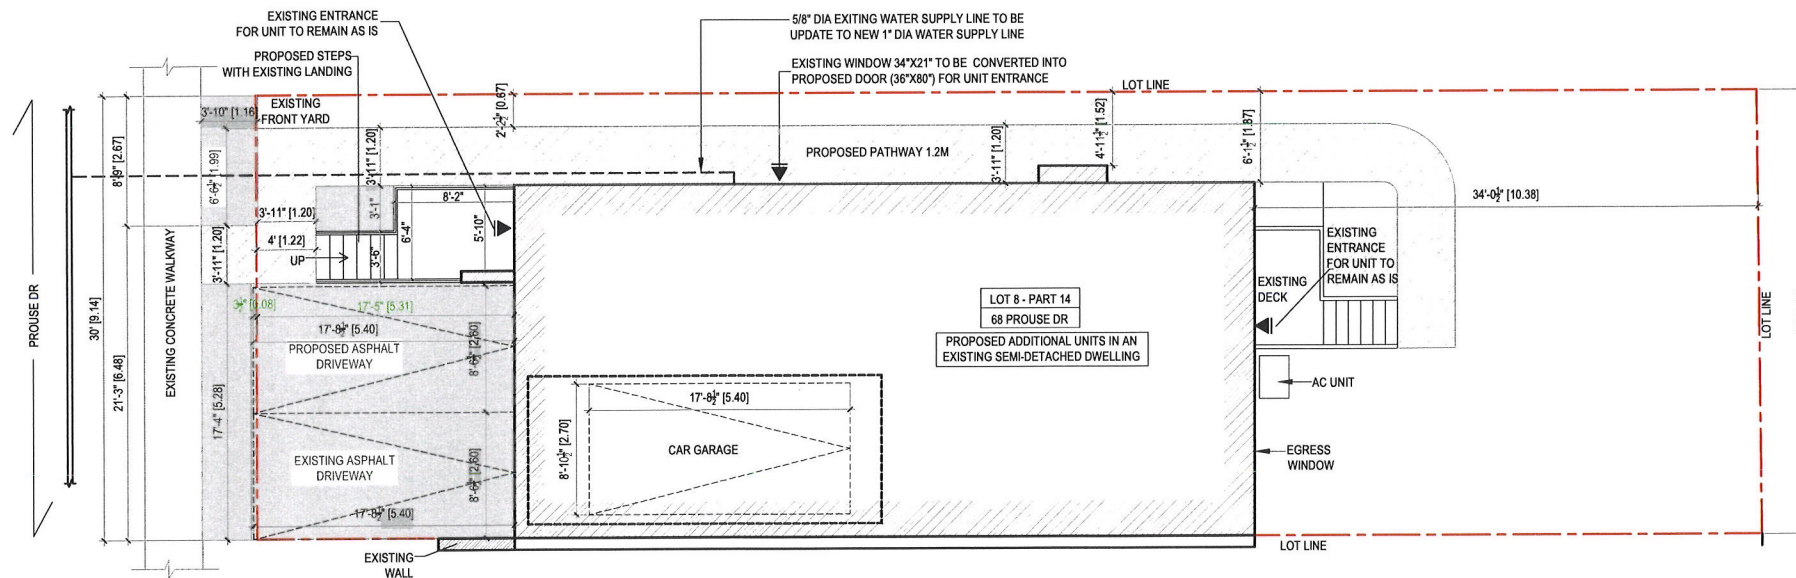 EXISTING ENTRANCE
FOR UNIT TO REMAIN AS IS
PROPOSED STEPS
WITH EXISTING LANDING
5/8" DIA EXITING WATER SUPPLY LINE TO BE
UPDATE TO NEW 1" DIA WATER SUPPLY LINE
EXISTING WINDOW 34"X21" TO BE CONVERTED INTO
PROPOSED DOOR (36"X80") FOR UNIT ENTRANCE
LOT LINE
EXISTING
FRONT YARD
3'-10" [1.16]
2'-2½" [0.67]
3'-11" [1.20]
PROPOSED PATHWAY 1.2M
3'-11" [1.20]
4'-11¾" [1.52]
6'-1½" [1.87]
34'-0½" [10.38]
PROUSE DR
30' [9.14]
8'-9" [2.67]
21'-3" [6.48]
EXISTING CONCRETE WALKWAY
6'-6½" [1.99]
3'-11" [1.20]
17'-4" [5.28]
3'-11" [1.20]
4' [1.22]
UP
3'-1"
3'-6"
6'-4"
8'-2"
5'-10"
3½" [0.08]
17'-5" [5.31]
17'-8½" [5.40]
PROPOSED ASPHALT
DRIVEWAY
8'-6½" [2.60]
EXISTING ASPHALT
DRIVEWAY
8'-6½" [2.60]
17'-8½" [5.40]
EXISTING
WALL
17'-8½" [5.40]
8'-10½" [2.70]
CAR GARAGE
LOT 8 - PART 14
68 PROUSE DR
PROPOSED ADDITIONAL UNITS IN AN
EXISTING SEMI-DETACHED DWELLING
EXISTING
DECK
EXISTING
ENTRANCE
FOR UNIT TO
REMAIN AS IS
AC UNIT
EGRESS
WINDOW
LOT LINE
LOT LINE